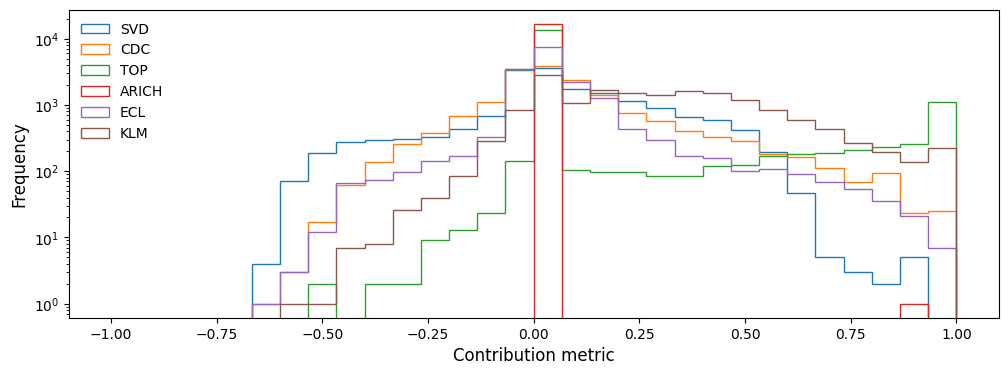 SVD
CDC
TOP
ARICH
ECL
KLM
Frequency
10⁴
10³
10²
10¹
10⁰
−1.00 −0.75 −0.50 −0.25 0.00 0.25 0.50 0.75 1.00
Contribution metric